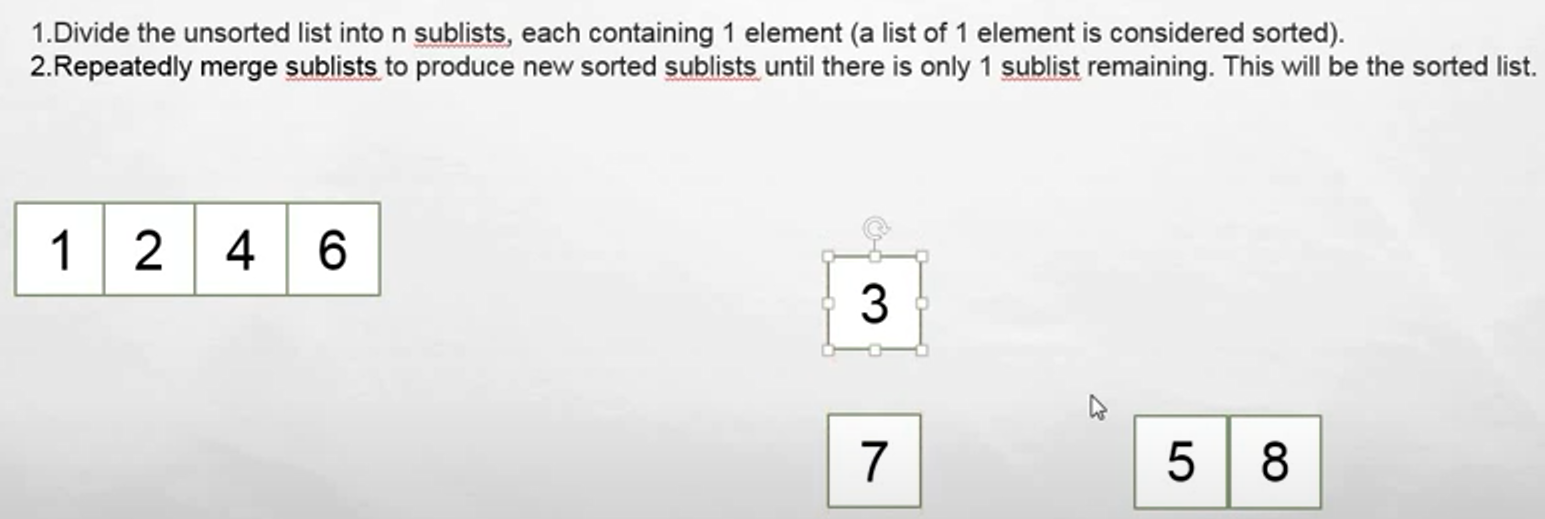 1.Divide the unsorted list into n sublists, each containing 1 element (a list of 1 element is considered sorted).
2.Repeatedly merge sublists to produce new sorted sublists until there is only 1 sublist remaining. This will be the sorted list.
1 2 4 6
3
7
5 8